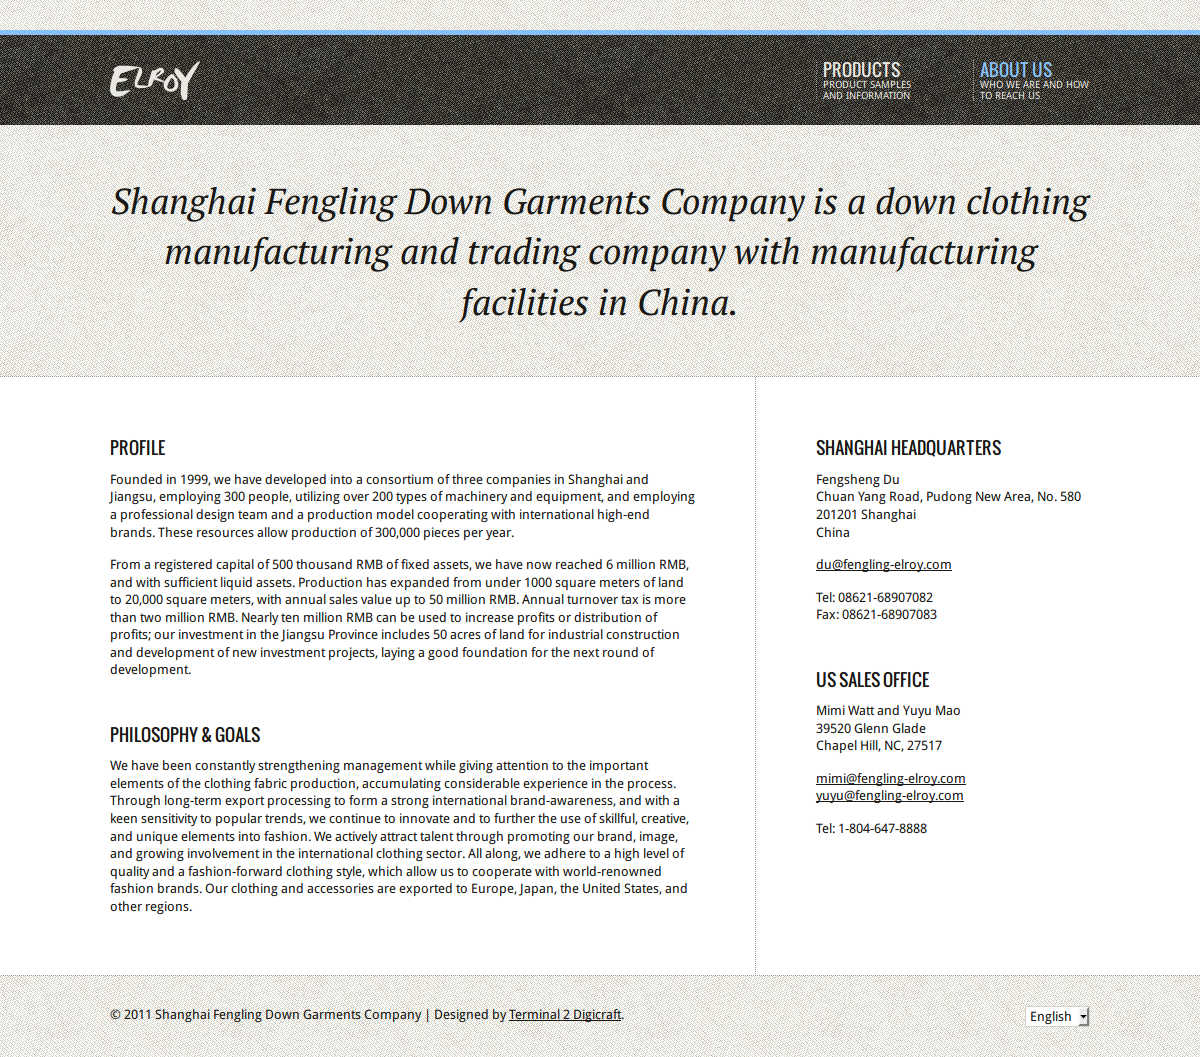 ELROY
PRODUCTS
PRODUCT SAMPLES
AND INFORMATION
ABOUT US
WHO WE ARE AND HOW
TO REACH US
Shanghai Fengling Down Garments Company is a down clothing
manufacturing and trading company with manufacturing
facilities in China.
PROFILE
Founded in 1999, we have developed into a consortium of three companies in Shanghai and
Jiangsu, employing 300 people, utilizing over 200 types of machinery and equipment, and employing
a professional design team and a production model cooperating with international high-end
brands. These resources allow production of 300,000 pieces per year.
From a registered capital of 500 thousand RMB of fixed assets, we have now reached 6 million RMB,
and with sufficient liquid assets. Production has expanded from under 1000 square meters of land
to 20,000 square meters, with annual sales value up to 50 million RMB. Annual turnover tax is more
than two million RMB. Nearly ten million RMB can be used to increase profits or distribution of
profits; our investment in the Jiangsu Province includes 50 acres of land for industrial construction
and development of new investment projects, laying a good foundation for the next round of
development.
PHILOSOPHY & GOALS
We have been constantly strengthening management while giving attention to the important
elements of the clothing fabric production, accumulating considerable experience in the process.
Through long-term export processing to form a strong international brand-awareness, and with a
keen sensitivity to popular trends, we continue to innovate and to further the use of skillful, creative,
and unique elements into fashion. We actively attract talent through promoting our brand, image,
and growing involvement in the international clothing sector. All along, we adhere to a high level of
quality and a fashion-forward clothing style, which allow us to cooperate with world-renowned
fashion brands. Our clothing and accessories are exported to Europe, Japan, the United States, and
other regions.
SHANGHAI HEADQUARTERS
Fengsheng Du
Chuan Yang Road, Pudong New Area, No. 580
201201 Shanghai
China
du@fengling-elroy.com
Tel: 08621-68907082
Fax: 08621-68907083
US SALES OFFICE
Mimi Watt and Yuyu Mao
39520 Glenn Glade
Chapel Hill, NC, 27517
mimi@fengling-elroy.com
yuyu@fengling-elroy.com
Tel: 1-804-647-8888
© 2011 Shanghai Fengling Down Garments Company | Designed by Terminal 2 Digicraft.
English